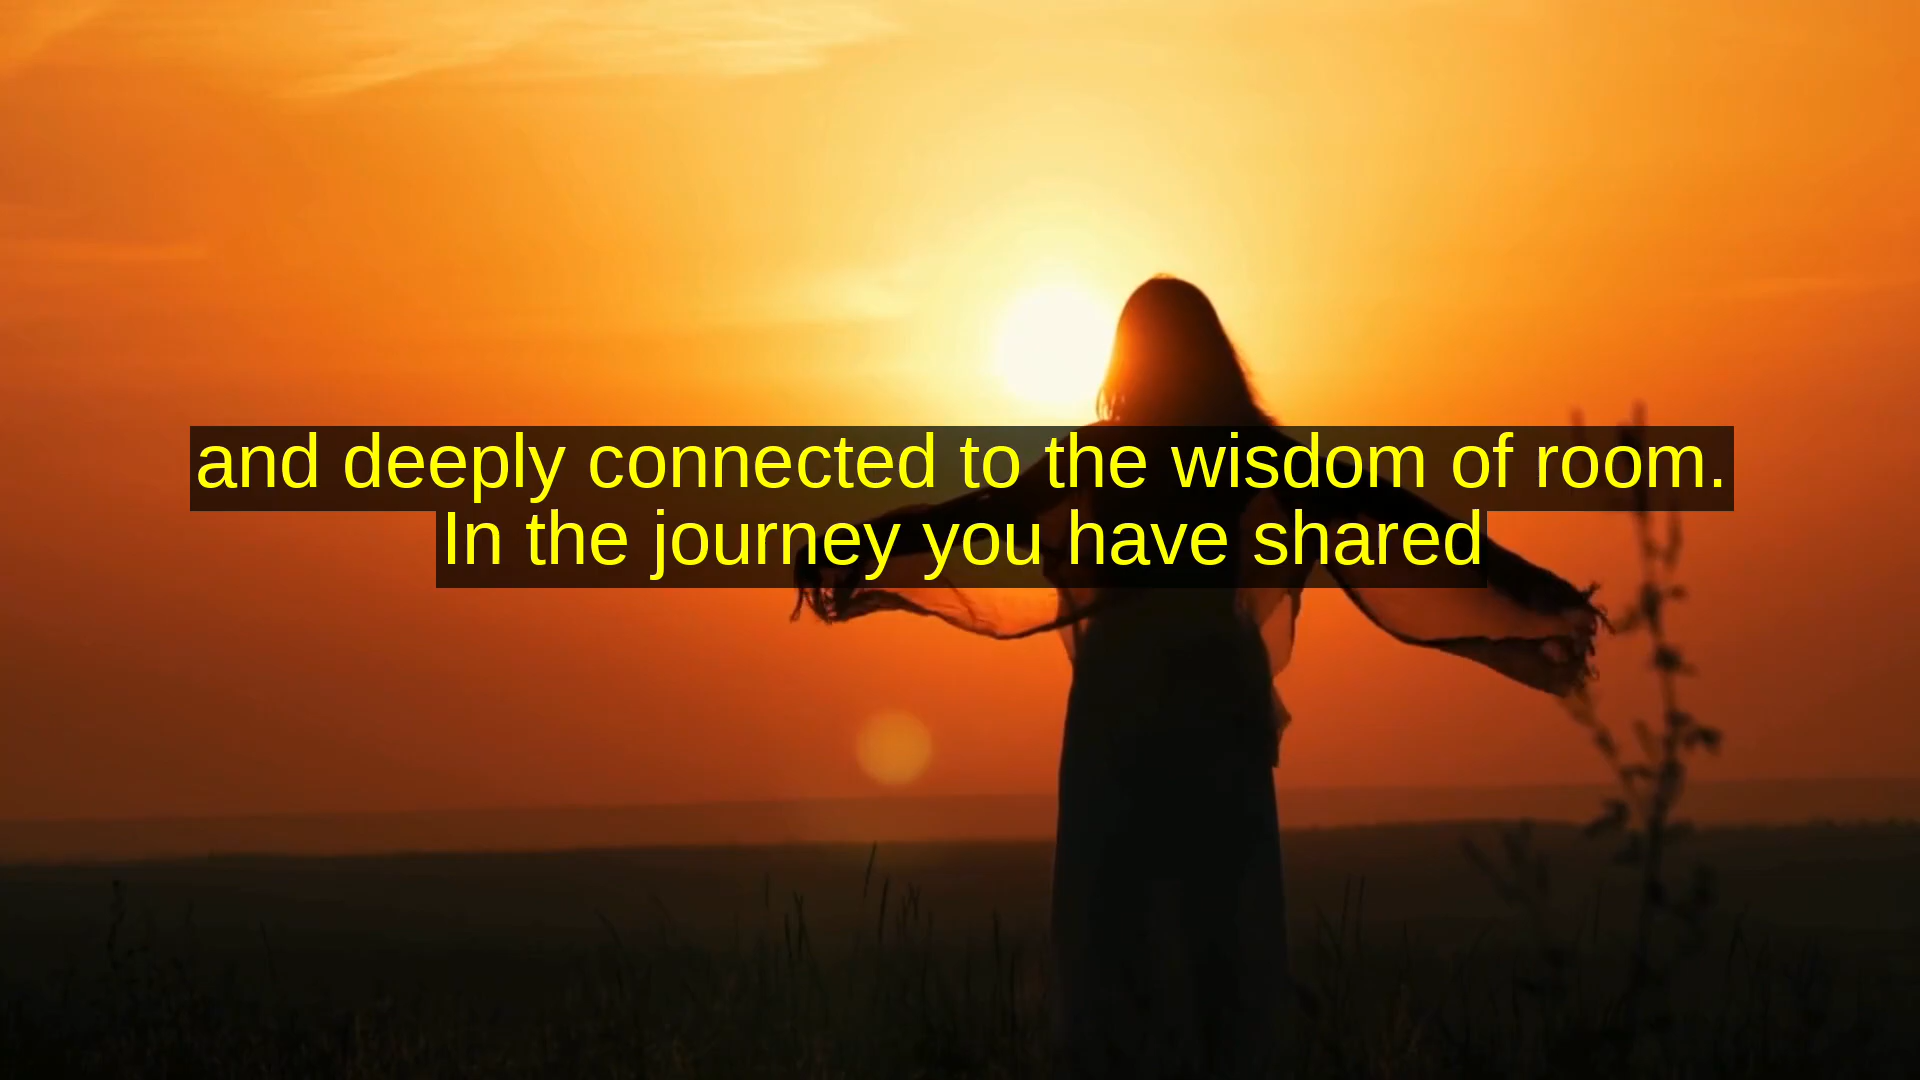 and deeply connected to the wisdom of room.
In the journey you have shared